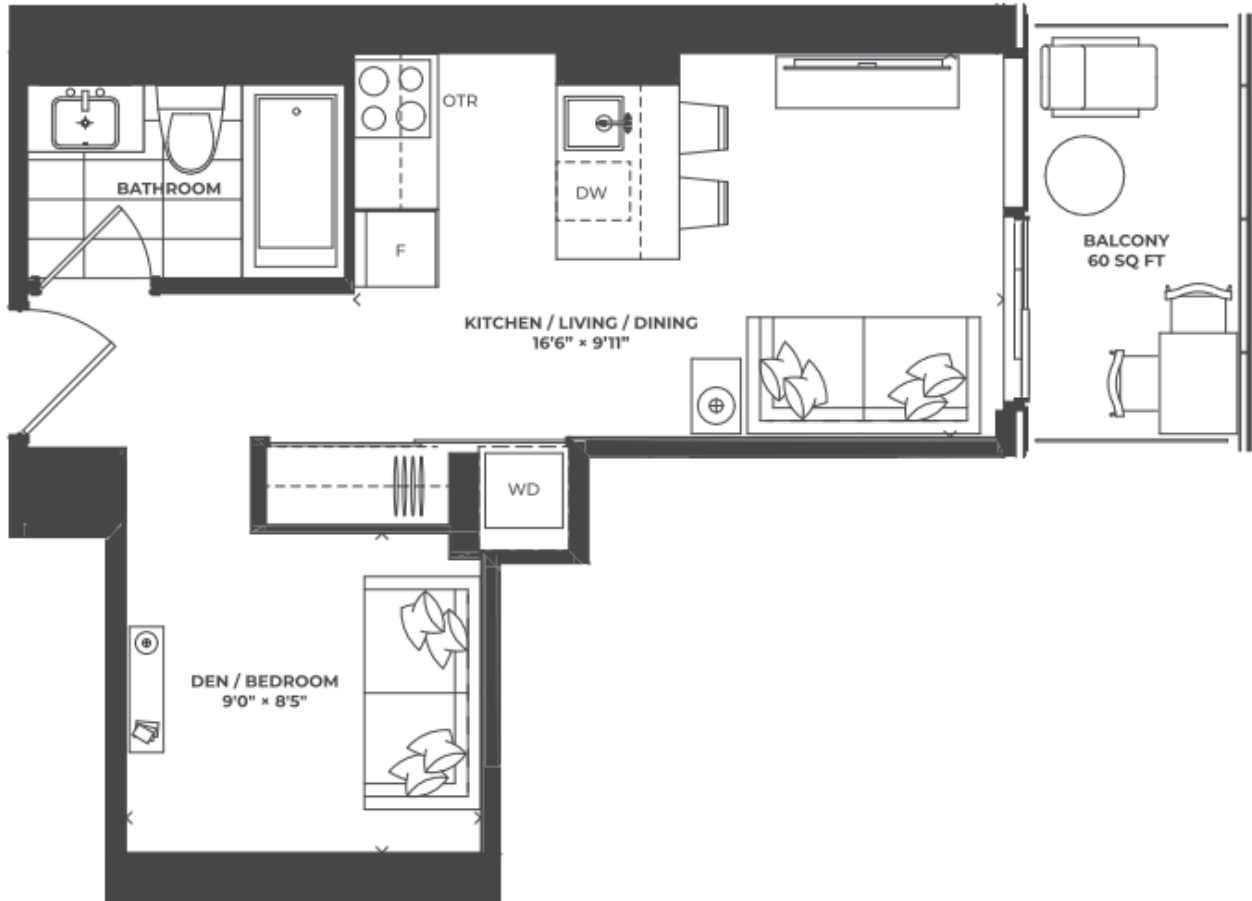 OTR
BATHROOM
DW
F
BALCONY
60 SQ FT
KITCHEN / LIVING / DINING
16'6" × 9'11"
WD
DEN / BEDROOM
9'0" × 8'5"